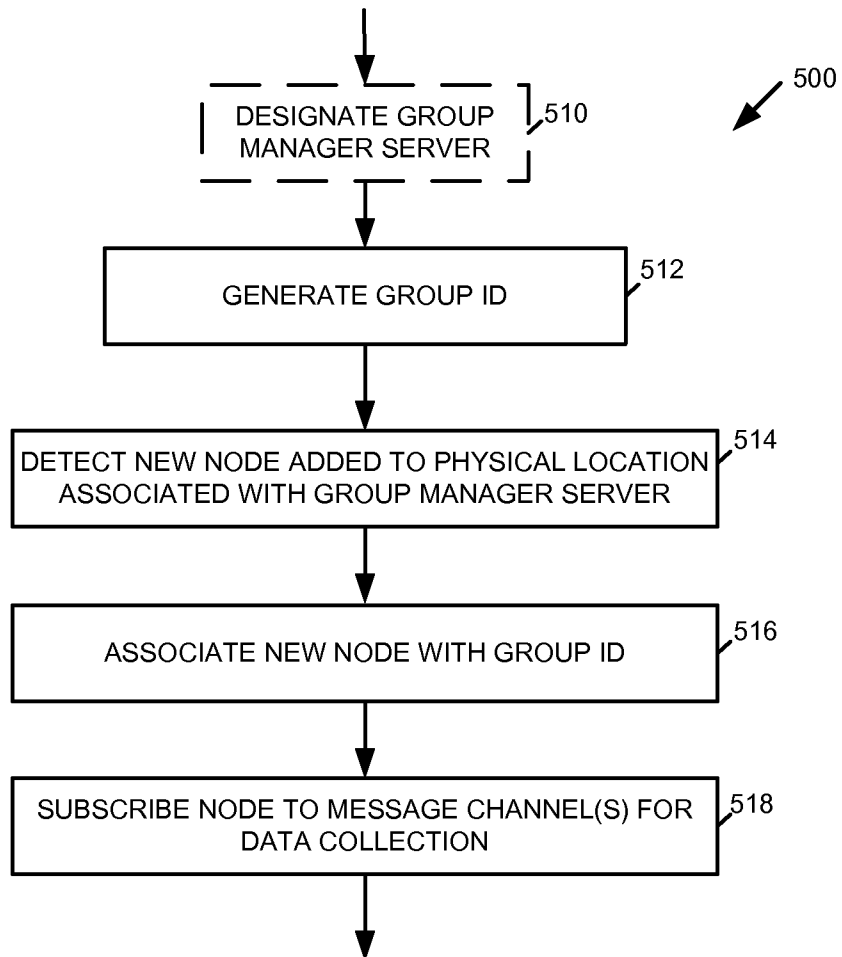 500
DESIGNATE GROUP
MANAGER SERVER
510
GENERATE GROUP ID
512
DETECT NEW NODE ADDED TO PHYSICAL LOCATION
ASSOCIATED WITH GROUP MANAGER SERVER
514
ASSOCIATE NEW NODE WITH GROUP ID
516
SUBSCRIBE NODE TO MESSAGE CHANNEL(S) FOR
DATA COLLECTION
518